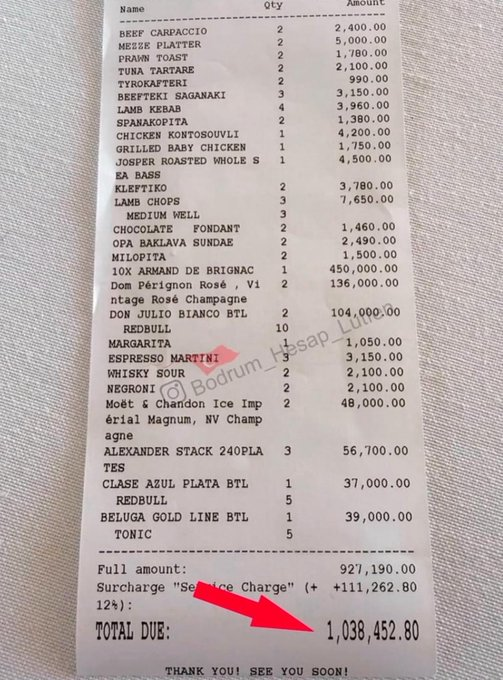 Name Qty Amount
BEEF CARPACCIO 2 2,400.00
MEZZE PLATTER 2 5,000.00
PRAWN TOAST 2 1,780.00
TUNA TARTARE 2 2,100.00
TYROKAFTERI 2 990.00
BEEFTEKI SAGANAKI 3 3,150.00
LAMB KEBAB 4 3,960.00
SPANAKOPITA 2 1,380.00
CHICKEN KONTOSOUVLI 1 4,200.00
GRILLED BABY CHICKEN 1 1,750.00
JOSPER ROASTED WHOLE S 1 4,500.00
EA BASS
KLEFTIKO 2 3,780.00
LAMB CHOPS 3 7,650.00
MEDIUM WELL 3
CHOCOLATE FONDANT 2 1,460.00
OPA BAKLAVA SUNDAE 2 2,490.00
MILOPITA 2 1,500.00
10X ARMAND DE BRIGNAC 1 450,000.00
Dom Pérignon Rosé , Vi 2 136,000.00
ntage Rosé Champagne
DON JULIO BIANCO BTL 2 104,000.00
REDBULL 10
MARGARITA 1 1,050.00
ESPRESSO MARTINI 3 3,150.00
WHISKY SOUR 2 2,100.00
NEGRONI 2 2,100.00
Bodrum_Hesap_Lutfen
Moët & Chandon Ice Imp 2 48,000.00
érial Magnum, NV Champ
agne
ALEXANDER STACK 240PLA 3 56,700.00
TES
CLASE AZUL PLATA BTL 1 37,000.00
REDBULL 5
BELUGA GOLD LINE BTL 1 39,000.00
TONIC 5
Full amount: 927,190.00
Surcharge "Service Charge" (+ +111,262.80
12%):
TOTAL DUE: 1,038,452.80
THANK YOU! SEE YOU SOON!